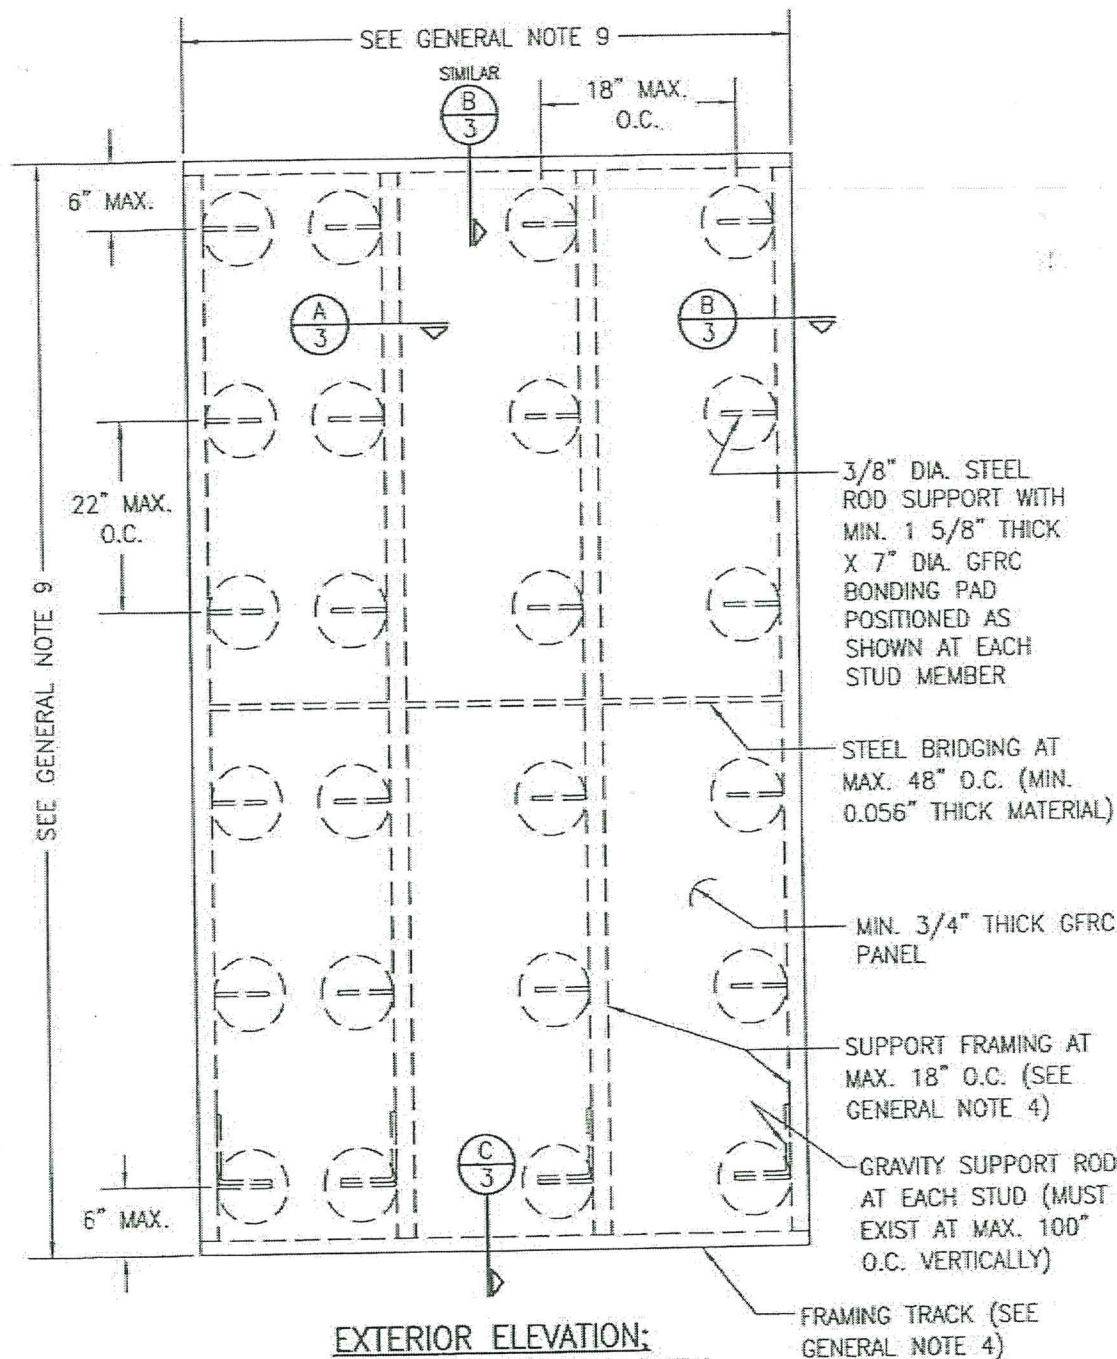 SEE GENERAL NOTE 9
SIMILAR
B
3
18" MAX.
O.C.
6" MAX.
A
3
B
3
22" MAX.
O.C.
SEE GENERAL NOTE 9
3/8" DIA. STEEL
ROD SUPPORT WITH
MIN. 1 5/8" THICK
X 7" DIA. GFRC
BONDING PAD
POSITIONED AS
SHOWN AT EACH
STUD MEMBER
STEEL BRIDGING AT
MAX. 48" O.C. (MIN.
0.056" THICK MATERIAL)
MIN. 3/4" THICK GFRC
PANEL
SUPPORT FRAMING AT
MAX. 18" O.C. (SEE
GENERAL NOTE 4)
GRAVITY SUPPORT ROD
AT EACH STUD (MUST
EXIST AT MAX. 100"
O.C. VERTICALLY)
C
3
6" MAX.
FRAMING TRACK (SEE
GENERAL NOTE 4)
EXTERIOR ELEVATION: